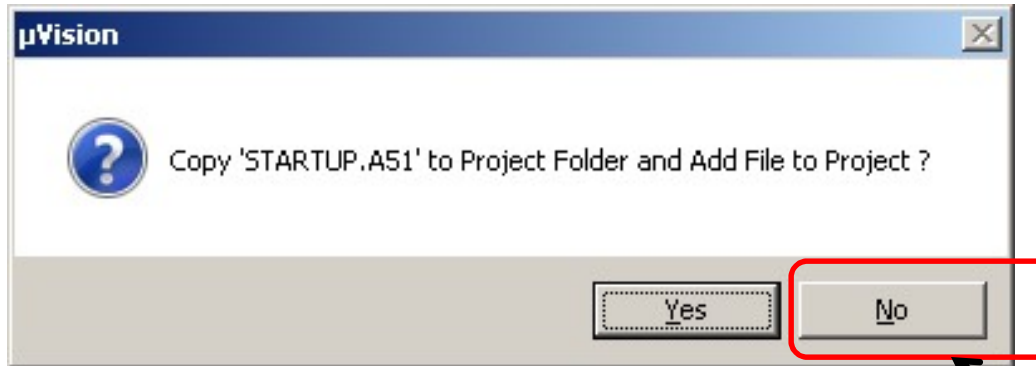 µVision
Copy 'STARTUP.A51' to Project Folder and Add File to Project ?
Yes
No